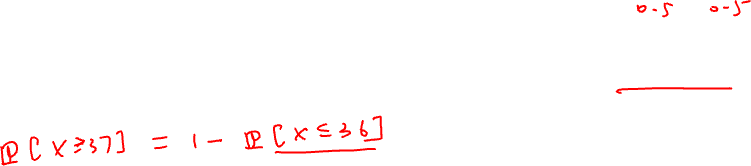 0.5 0.5
ℙ[X≥37] = 1 - ℙ[X≤36]